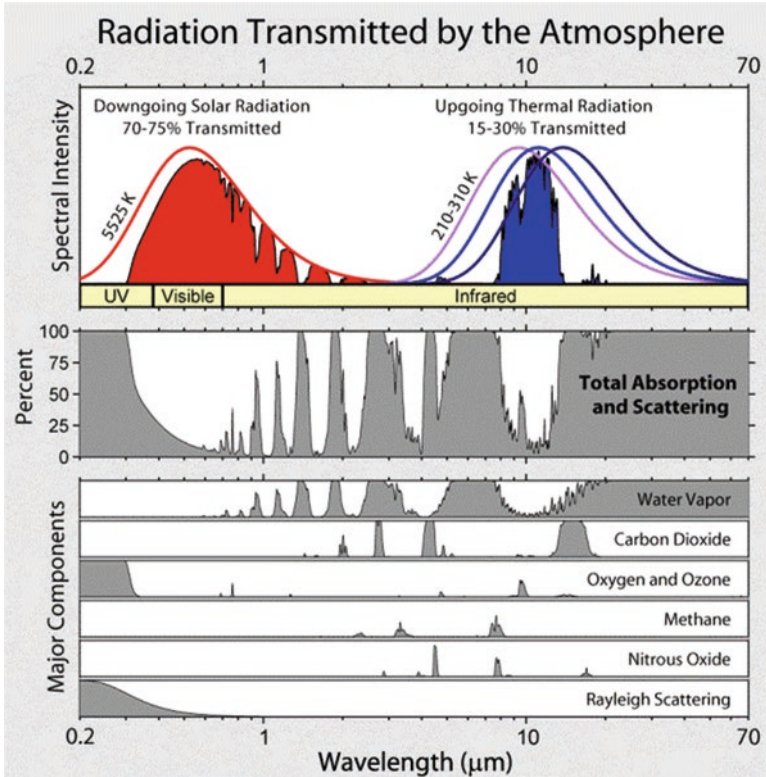 Radiation Transmitted by the Atmosphere
0.2 1 10 70
Downgoing Solar Radiation
70-75% Transmitted
Upgoing Thermal Radiation
15-30% Transmitted
Spectral Intensity
5525 K
210-310 K
UV Visible Infrared
Percent
100
75
50
25
0
Total Absorption
and Scattering
Major Components
Water Vapor
Carbon Dioxide
Oxygen and Ozone
Methane
Nitrous Oxide
Rayleigh Scattering
0.2 1 10 70
Wavelength (μm)